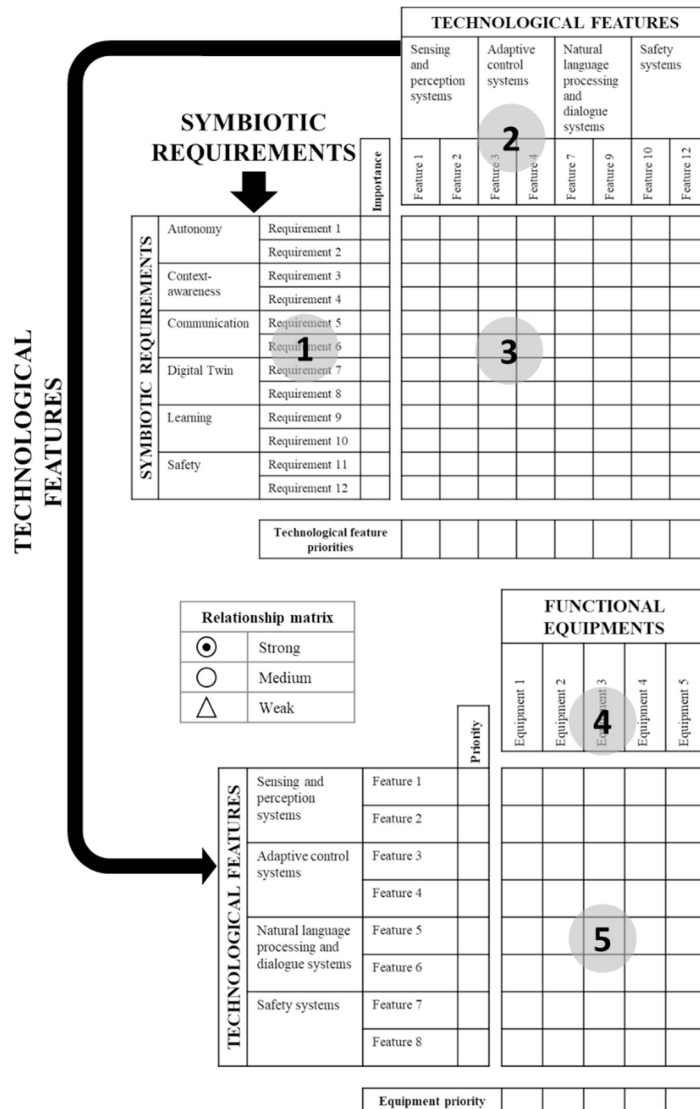 TECHNOLOGICAL FEATURES
Sensing
and
perception
systems
Adaptive
control
systems
Natural
language
processing
and
dialogue
systems
Safety
systems
2
Feature 1
Feature 2
Feature 3
Feature 4
Feature 7
Feature 9
Feature 10
Feature 12
SYMBIOTIC
REQUIREMENTS
Importance
SYMBIOTIC REQUIREMENTS
Autonomy
Requirement 1
Requirement 2
Context-
awareness
Requirement 3
Requirement 4
Communication
Requirement 5
Requirement 6
Digital Twin
Requirement 7
Requirement 8
Learning
Requirement 9
Requirement 10
Safety
Requirement 11
Requirement 12
1
3
Technological feature
priorities
TECHNOLOGICAL
FEATURES
Relationship matrix
Strong
Medium
Weak
FUNCTIONAL
EQUIPMENTS
Equipment 1
Equipment 2
Equipment 3
Equipment 4
Equipment 5
4
Priority
TECHNOLOGICAL FEATURES
Sensing and
perception
systems
Feature 1
Feature 2
Adaptive control
systems
Feature 3
Feature 4
Natural language
processing and
dialogue systems
Feature 5
Feature 6
Safety systems
Feature 7
Feature 8
5
Equipment priority